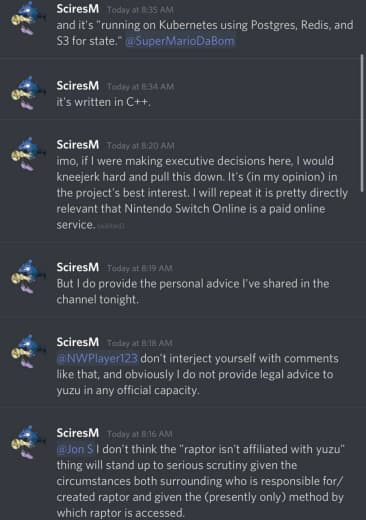 SciresM Today at 8:35 AM
and it's "running on Kubernetes using Postgres, Redis, and
S3 for state." @SuperMarioDaBom
SciresM Today at 8:34 AM
it's written in C++.
SciresM Today at 8:20 AM
imo, if I were making executive decisions here, I would
kneejerk hard and pull this down. It's (in my opinion) in
the project's best interest. I will repeat it is pretty directly
relevant that Nintendo Switch Online is a paid online
service. (edited)
SciresM Today at 8:19 AM
But I do provide the personal advice I've shared in the
channel tonight.
SciresM Today at 8:18 AM
@NWPlayer123 don't interject yourself with comments
like that, and obviously I do not provide legal advice to
yuzu in any official capacity.
SciresM Today at 8:16 AM
@Jon S I don't think the "raptor isn't affiliated with yuzu"
thing will stand up to serious scrutiny given the
circumstances both surrounding who is responsible for/
created raptor and given the (presently only) method by
which raptor is accessed.